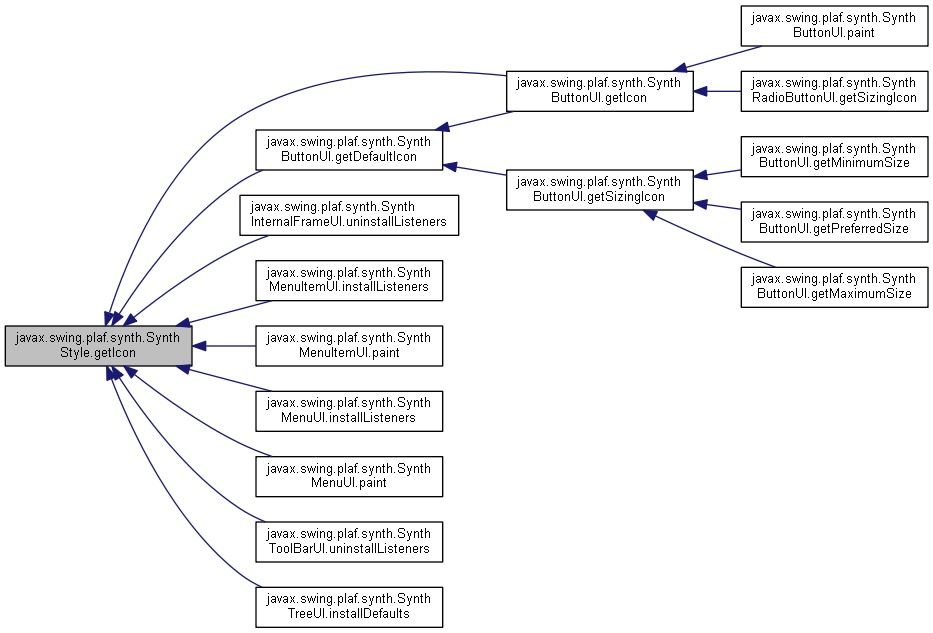 javax.swing.plaf.synth.Synth
ButtonUI.paint
javax.swing.plaf.synth.Synth
ButtonUI.getIcon
javax.swing.plaf.synth.Synth
RadioButtonUI.getSizingIcon
javax.swing.plaf.synth.Synth
ButtonUI.getDefaultIcon
javax.swing.plaf.synth.Synth
ButtonUI.getMinimumSize
javax.swing.plaf.synth.Synth
ButtonUI.getSizingIcon
javax.swing.plaf.synth.Synth
InternalFrameUI.uninstallListeners
javax.swing.plaf.synth.Synth
ButtonUI.getPreferredSize
javax.swing.plaf.synth.Synth
MenuItemUI.installListeners
javax.swing.plaf.synth.Synth
ButtonUI.getMaximumSize
javax.swing.plaf.synth.Synth
Style.getIcon
javax.swing.plaf.synth.Synth
MenuItemUI.paint
javax.swing.plaf.synth.Synth
MenuUI.installListeners
javax.swing.plaf.synth.Synth
MenuUI.paint
javax.swing.plaf.synth.Synth
ToolBarUI.uninstallListeners
javax.swing.plaf.synth.Synth
TreeUI.installDefaults